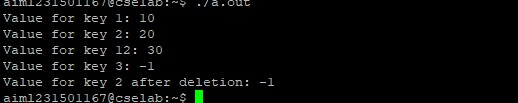 aiml231501167@cselab:~$ ./a.out
Value for key 1: 10
Value for key 2: 20
Value for key 12: 30
Value for key 3: -1
Value for key 2 after deletion: -1
aiml231501167@cselab:~$